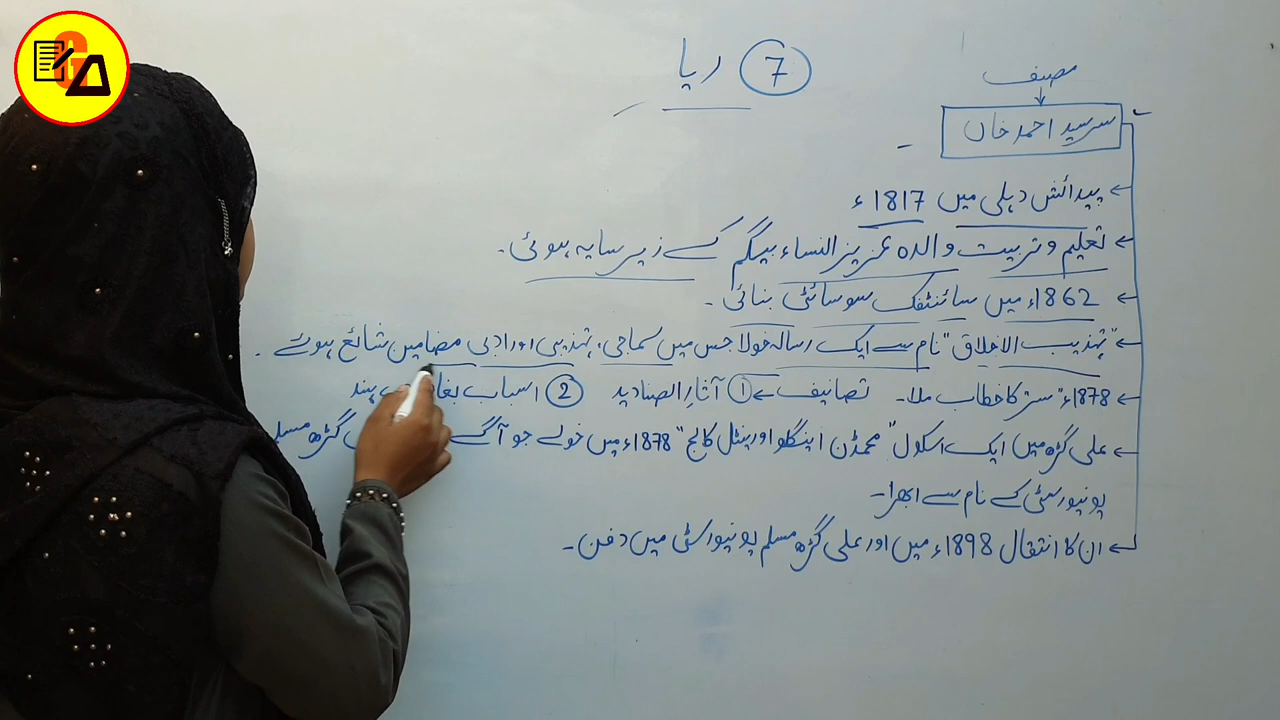 7 ریا
مصنف
سر سید احمد خاں
پیدائش دہلی میں 1817ء
تعلیم و تربیت والدہ عزیز النساء بیگم کے زیر سایہ ہوئی۔
1862ء میں سائنٹفک سوسائٹی بنائی۔
"تہذیب الاخلاق" نام سے ایک رسالہ کھولا جس میں سماجی، تہذیبی اور ادبی مضامین شائع ہوئے۔
1878ء" سر کا خطاب ملا۔ تصانیف ← 1 آثار الصنادید 2 اسباب ہند
علی گڑھ میں ایک اسکول "محمڈن اینگلو اورینٹل کالج" 1878ء میں کھولے جو آگے گڑھ مسلم
یونیورسٹی کے نام سے ابھرا۔
ان کا انتقال 1898ء میں اور علی گڑھ مسلم یونیورسٹی میں دفن۔